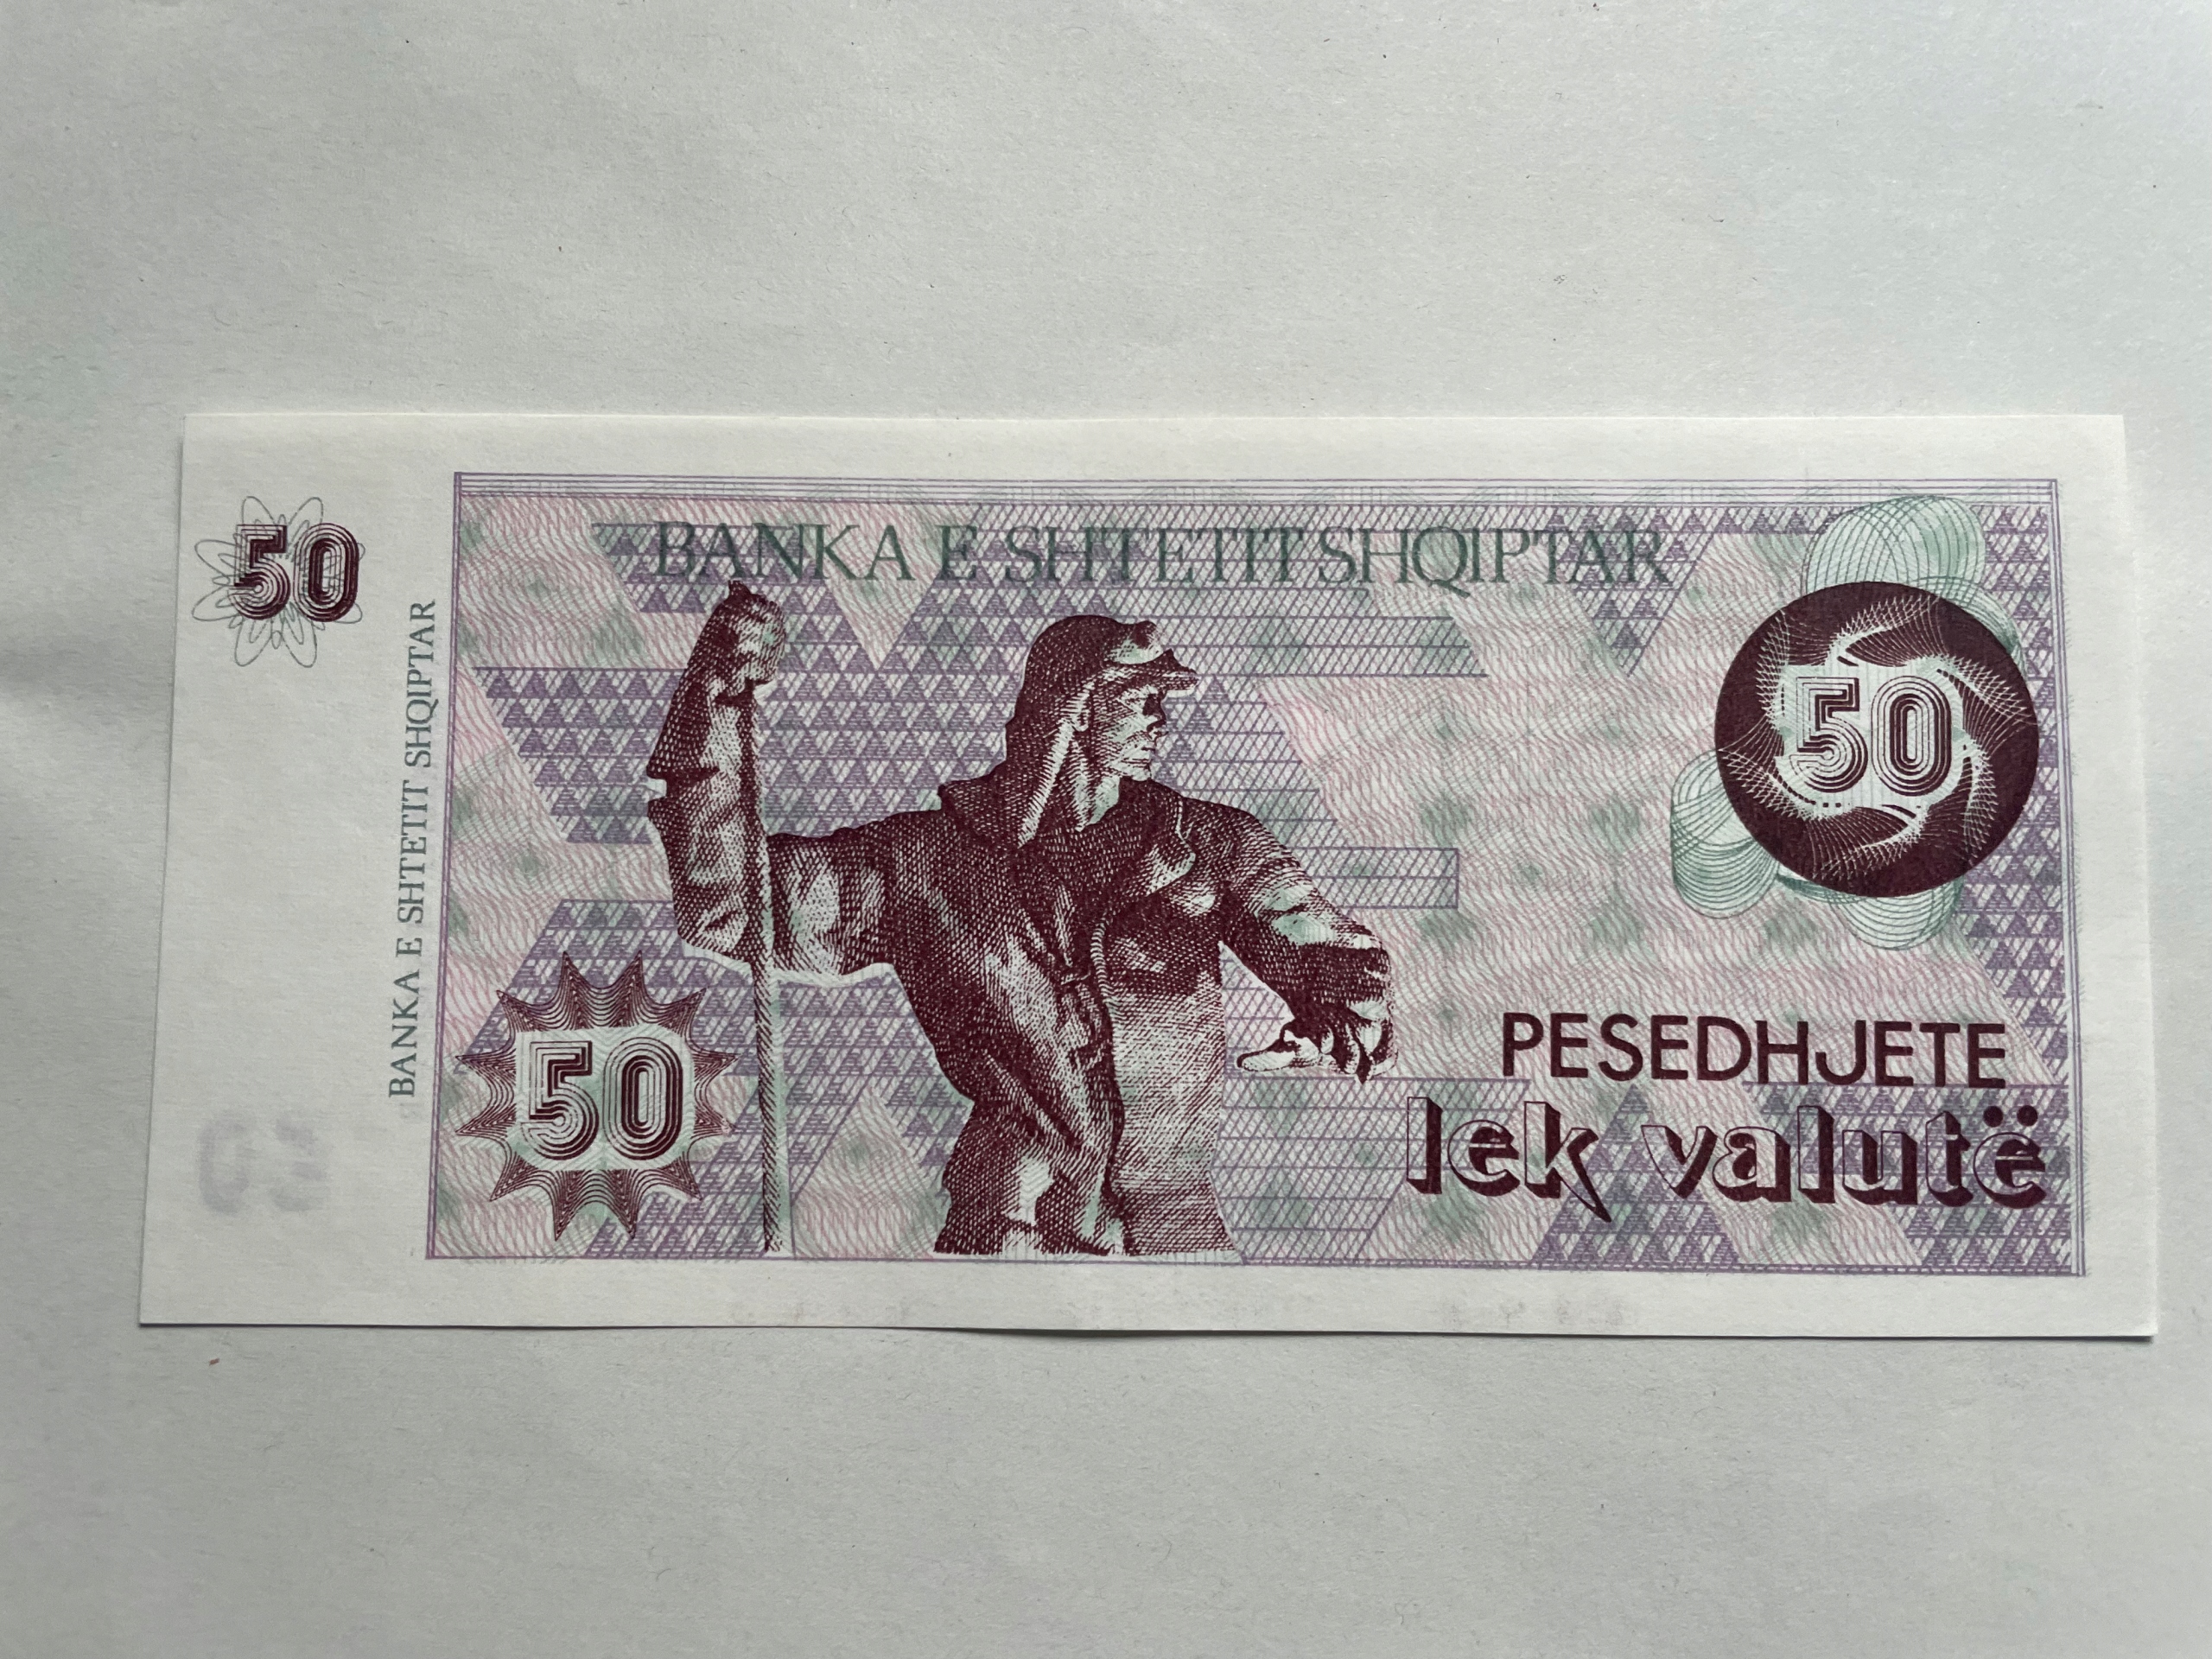 50
BANKA E SHTETIT SHQIPTAR
BANKA E SHTETIT SHQIPTAR
50
50
PESEDHJETE
lek valutë